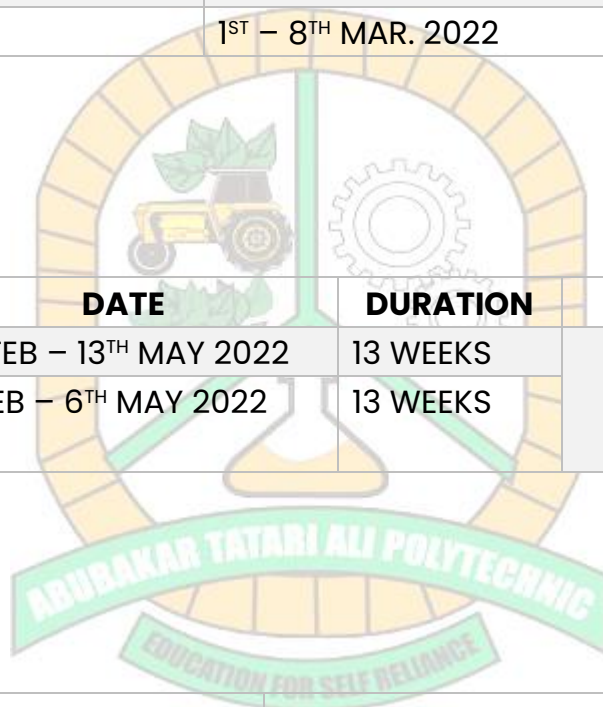 1ST – 8TH MAR. 2022
DATE DURATION
EB – 13TH MAY 2022 13 WEEKS
EB – 6TH MAY 2022 13 WEEKS
ABUBAKAR TATARI ALI POLYTECHNIC
EDUCATION FOR SELF RELIANCE